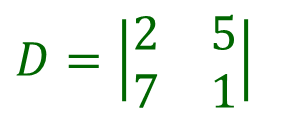 D = |2 5|
|7 1|